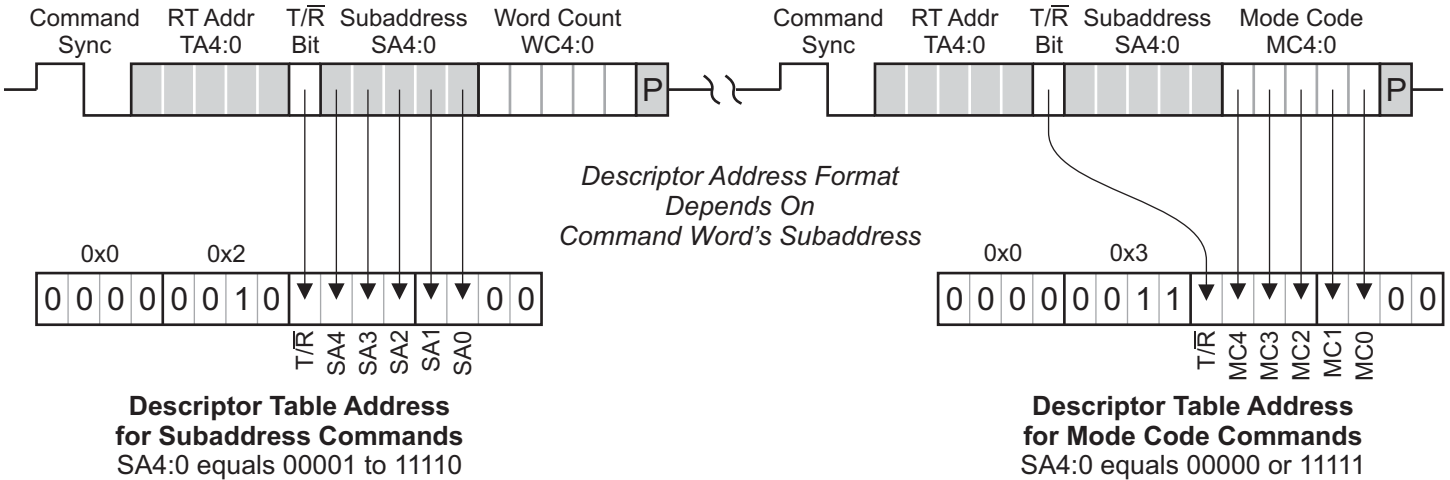 Command RT Addr T/R̅ Subaddress Word Count
Sync TA4:0 Bit SA4:0 WC4:0
P
Command RT Addr T/R̅ Subaddress Mode Code
Sync TA4:0 Bit SA4:0 MC4:0
P
Descriptor Address Format
Depends On
Command Word's Subaddress
0x0 0x2
0 0 0 0 0 0 1 0 0 0
T/R̅ SA4 SA3 SA2 SA1 SA0
Descriptor Table Address
for Subaddress Commands
SA4:0 equals 00001 to 11110
0x0 0x3
0 0 0 0 0 0 1 1 0 0
T/R̅ MC4 MC3 MC2 MC1 MC0
Descriptor Table Address
for Mode Code Commands
SA4:0 equals 00000 or 11111